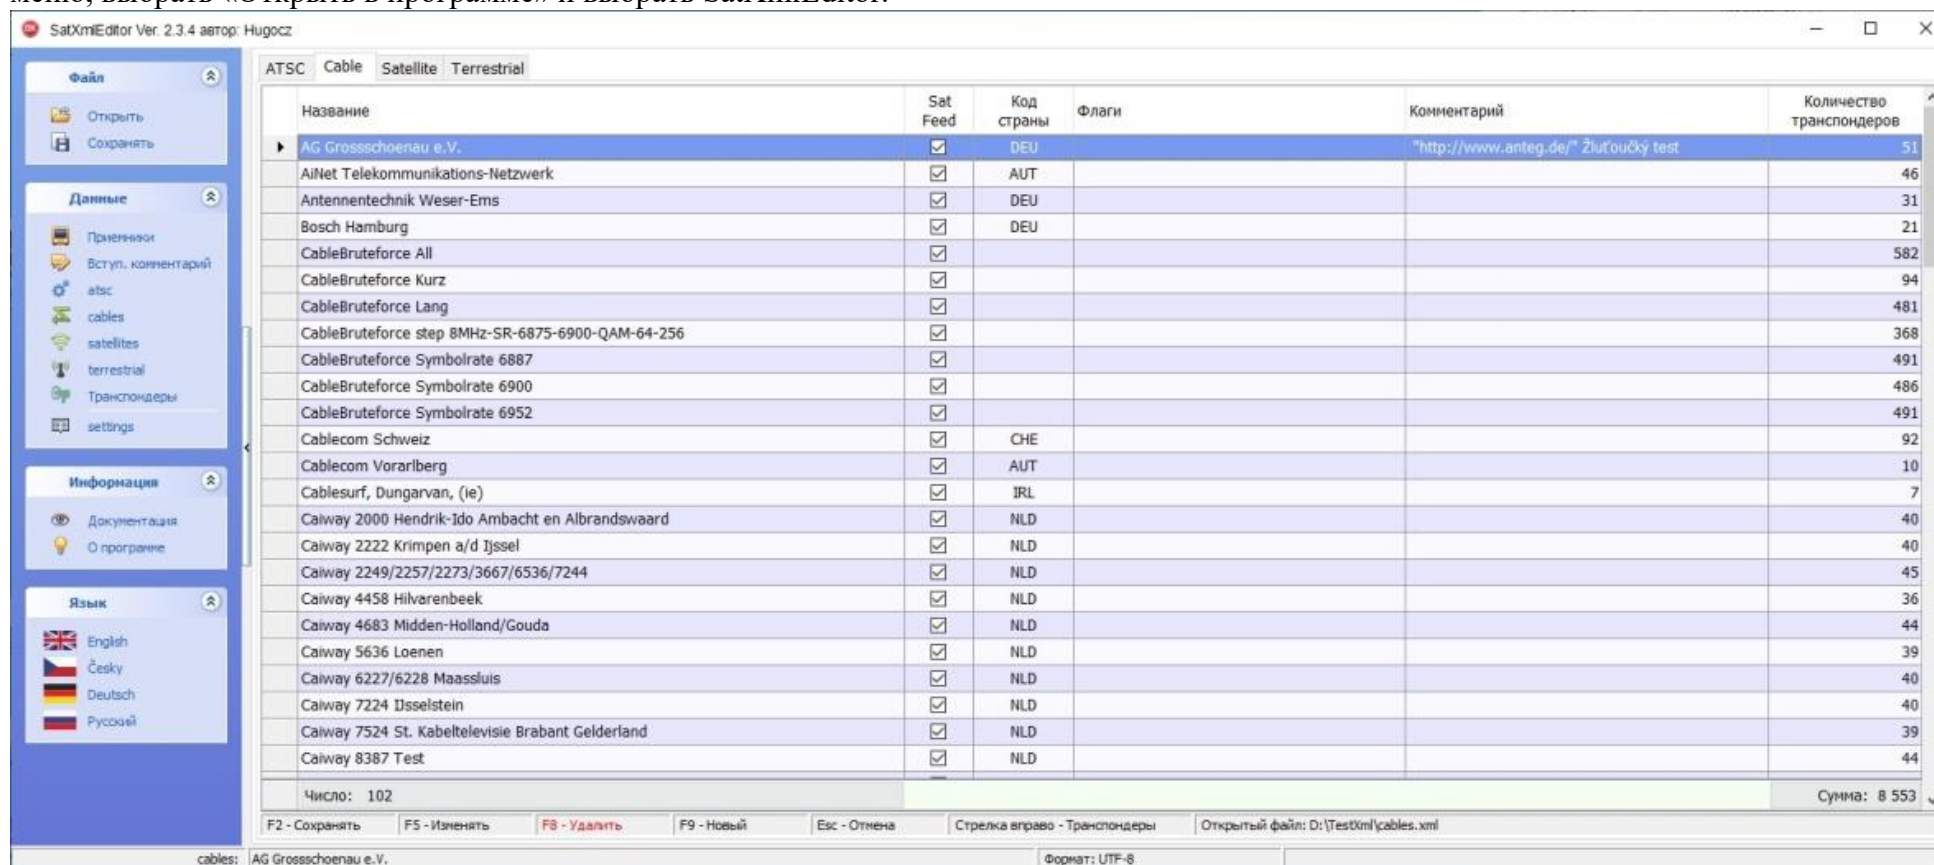 меню, выбрать «Открыть в программе» и выбрать SatXmlEditor.
SatXmlEditor Ver. 2.3.4 автор: Hugocz
Файл
Открыть
Сохранять
Данные
Приемники
Вступ. комментарий
atsc
cables
satellites
terrestrial
Транспондеры
settings
Информация
Документация
О программе
Язык
English
Česky
Deutsch
Русский
ATSC Cable Satellite Terrestrial
Название Sat Feed Код страны Флаги Комментарий Количество транспондеров
AG Grossschoenau e.V. DEU "http://www.anteg.de/" Žluťoučký test 51
AiNet Telekommunikations-Netzwerk AUT 46
Antennentechnik Weser-Ems DEU 31
Bosch Hamburg DEU 21
CableBruteforce All 582
CableBruteforce Kurz 94
CableBruteforce Lang 481
CableBruteforce step 8MHz-SR-6875-6900-QAM-64-256 368
CableBruteforce Symbolrate 6887 491
CableBruteforce Symbolrate 6900 486
CableBruteforce Symbolrate 6952 491
Cablecom Schweiz CHE 92
Cablecom Vorarlberg AUT 10
Cablesurf, Dungarvan, (ie) IRL 7
Caiway 2000 Hendrik-Ido Ambacht en Albrandswaard NLD 40
Caiway 2222 Krimpen a/d Ijssel NLD 40
Caiway 2249/2257/2273/3667/6536/7244 NLD 45
Caiway 4458 Hilvarenbeek NLD 36
Caiway 4683 Midden-Holland/Gouda NLD 44
Caiway 5636 Loenen NLD 39
Caiway 6227/6228 Maassluis NLD 40
Caiway 7224 IJsselstein NLD 40
Caiway 7524 St. Kabeltelevisie Brabant Gelderland NLD 39
Caiway 8387 Test NLD 44
Число: 102 Сумма: 8 553
F2 - Сохранять F5 - Изменять F8 - Удалить F9 - Новый Esc - Отмена Стрелка вправо - Транспондеры Открытый файл: D:\TestXml\cables.xml
cables: AG Grossschoenau e.V. Формат: UTF-8